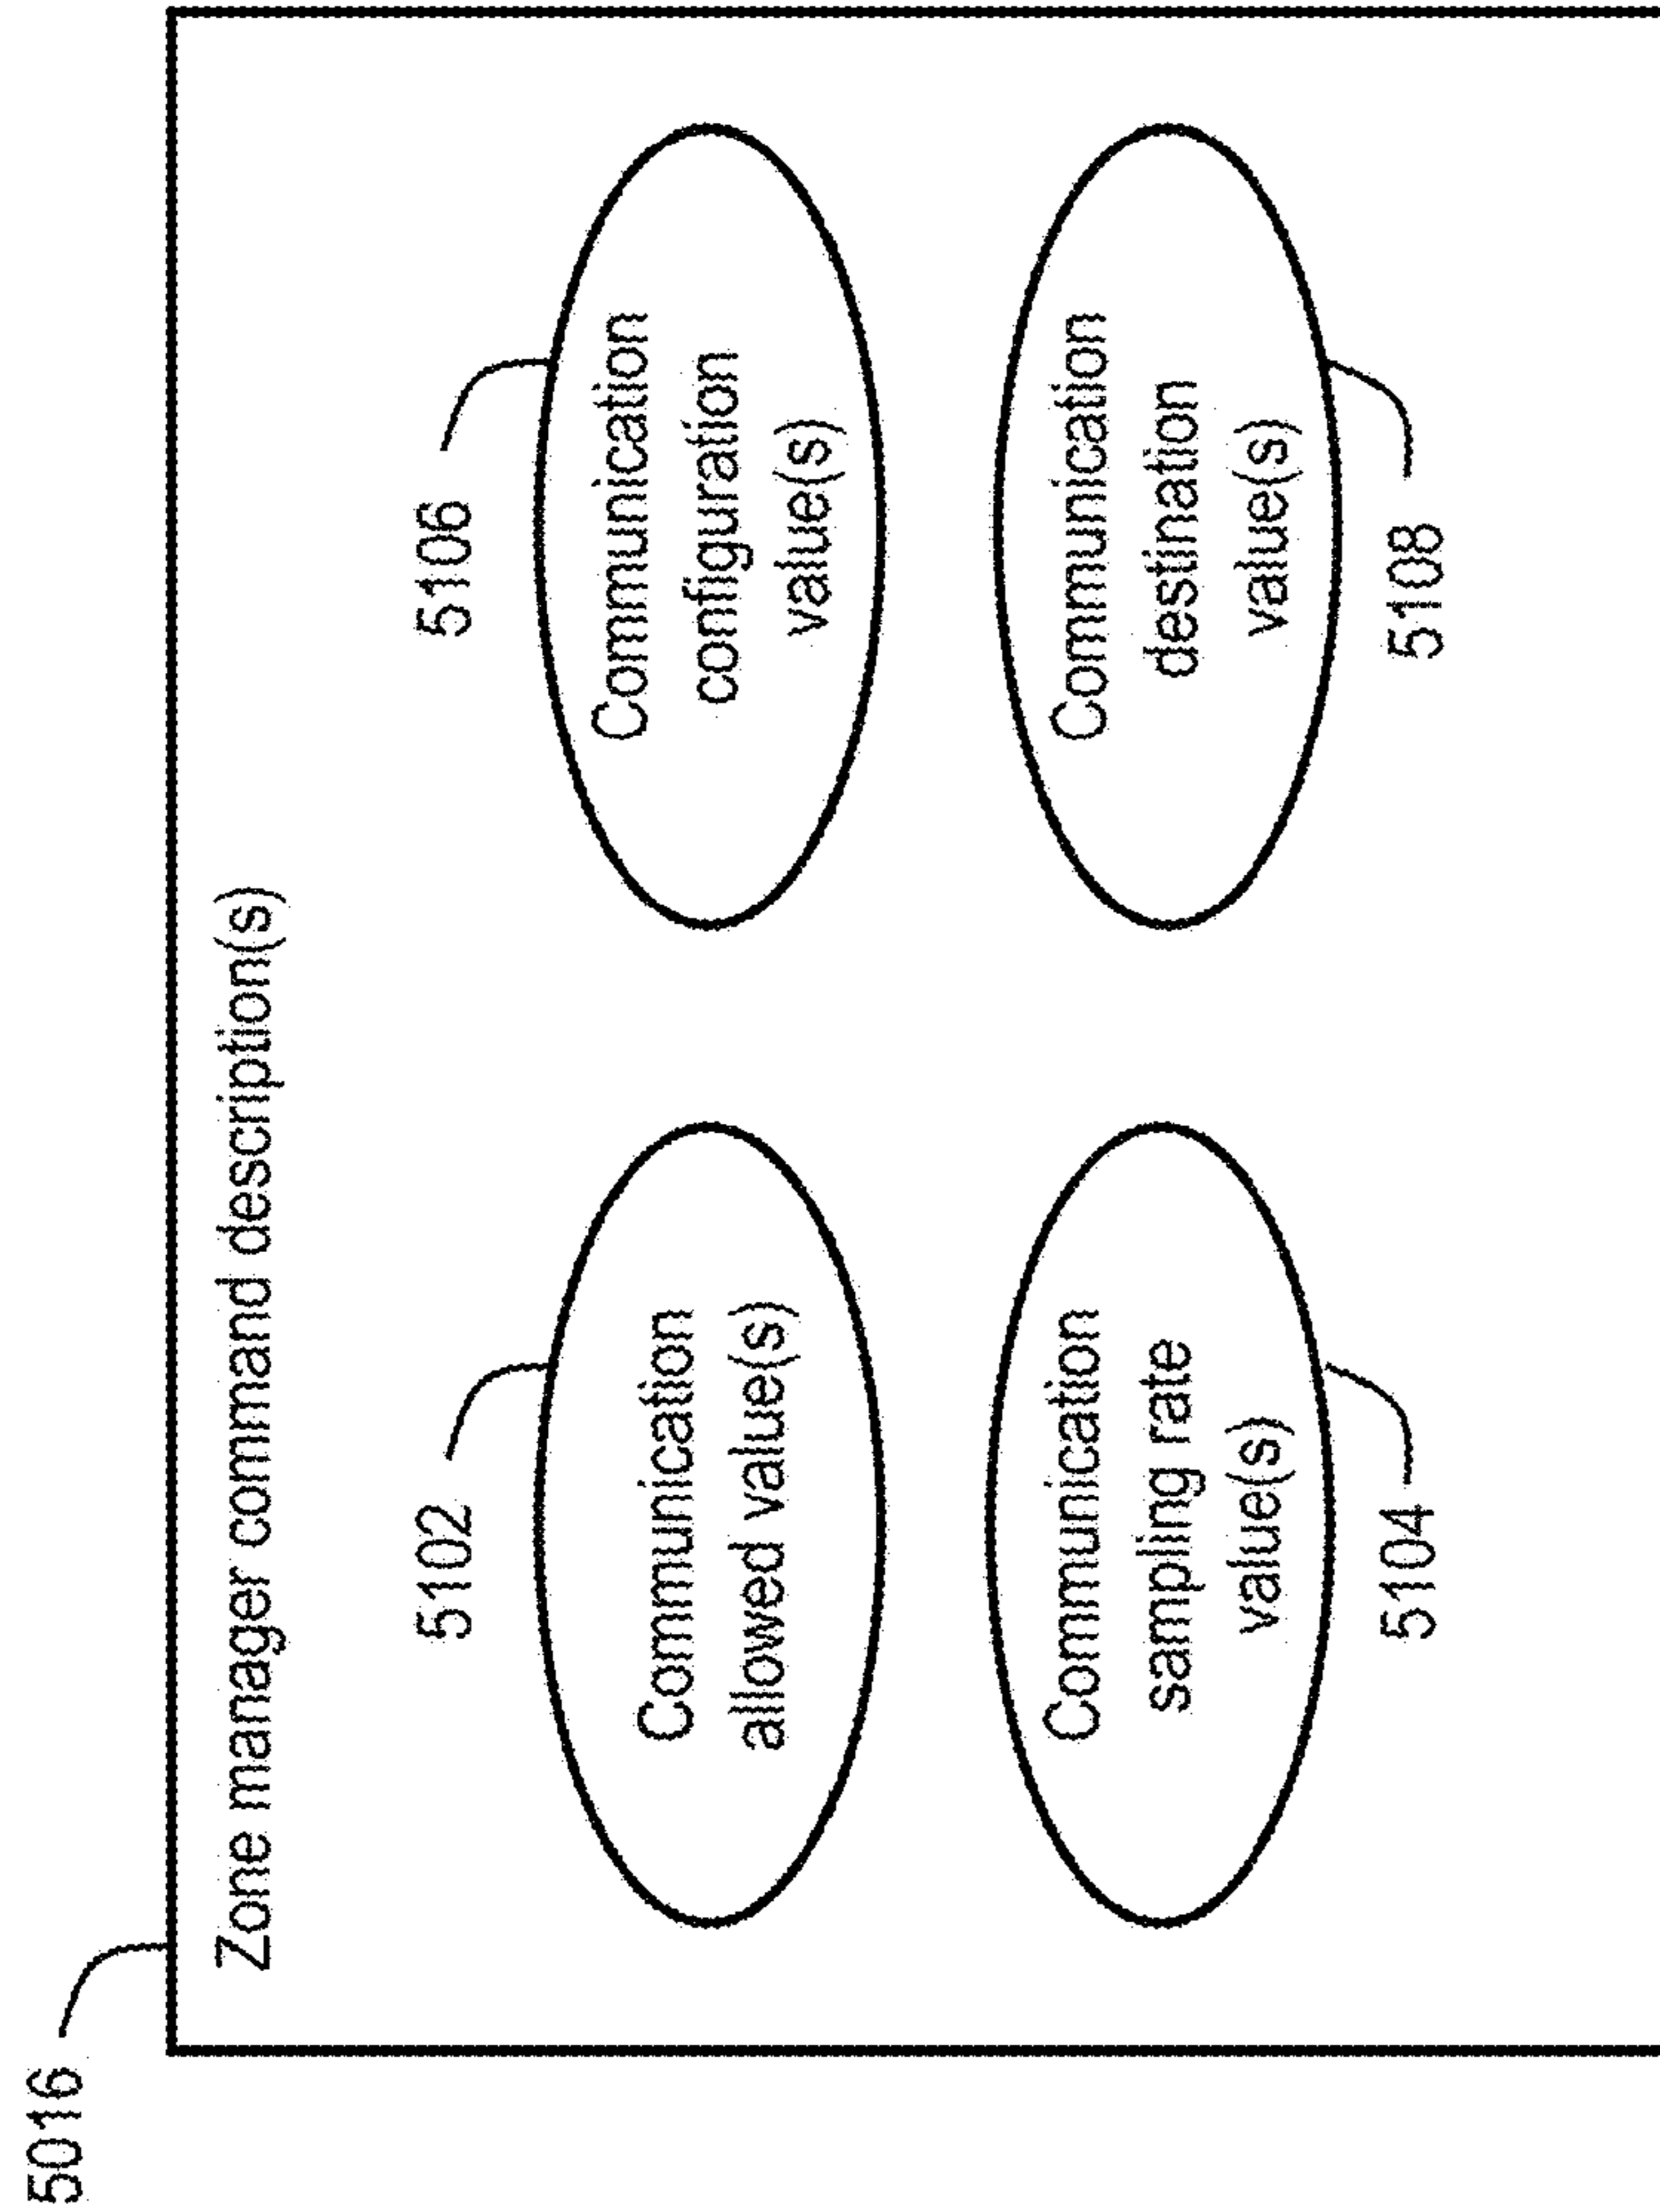 5016
Zone manager command description(s)
5102
Communication
allowed value(s)
5106
Communication
configuration
value(s)
Communication
sampling rate
value(s)
5104
Communication
destination
value(s)
5108